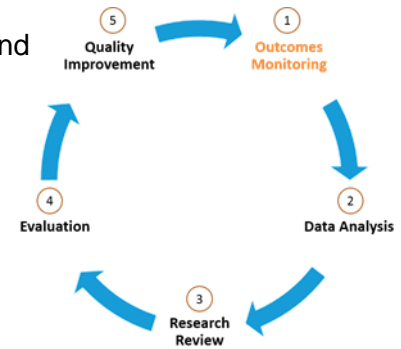 nd
1
Outcomes
Monitoring
2
Data Analysis
3
Research
Review
4
Evaluation
5
Quality
Improvement